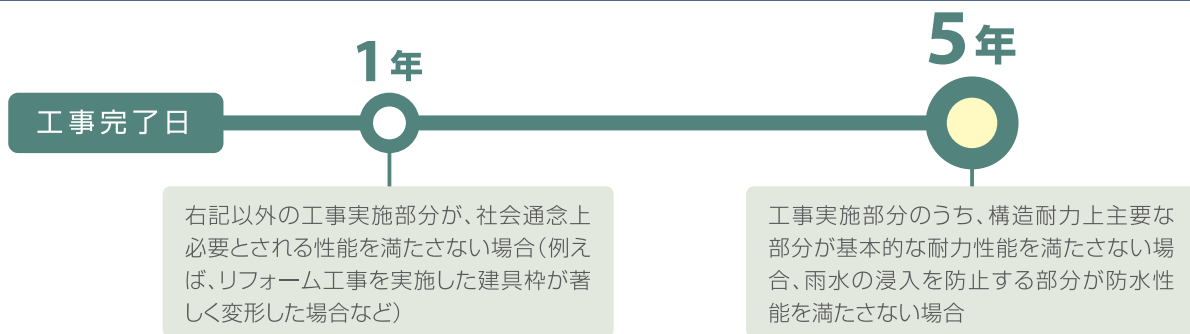 1年
5年
工事完了日
右記以外の工事実施部分が、社会通念上
必要とされる性能を満たさない場合(例え
ば、リフォーム工事を実施した建具枠が著
しく変形した場合など)
工事実施部分のうち、構造耐力上主要な
部分が基本的な耐力性能を満たさない場
合、雨水の浸入を防止する部分が防水性
能を満たさない場合